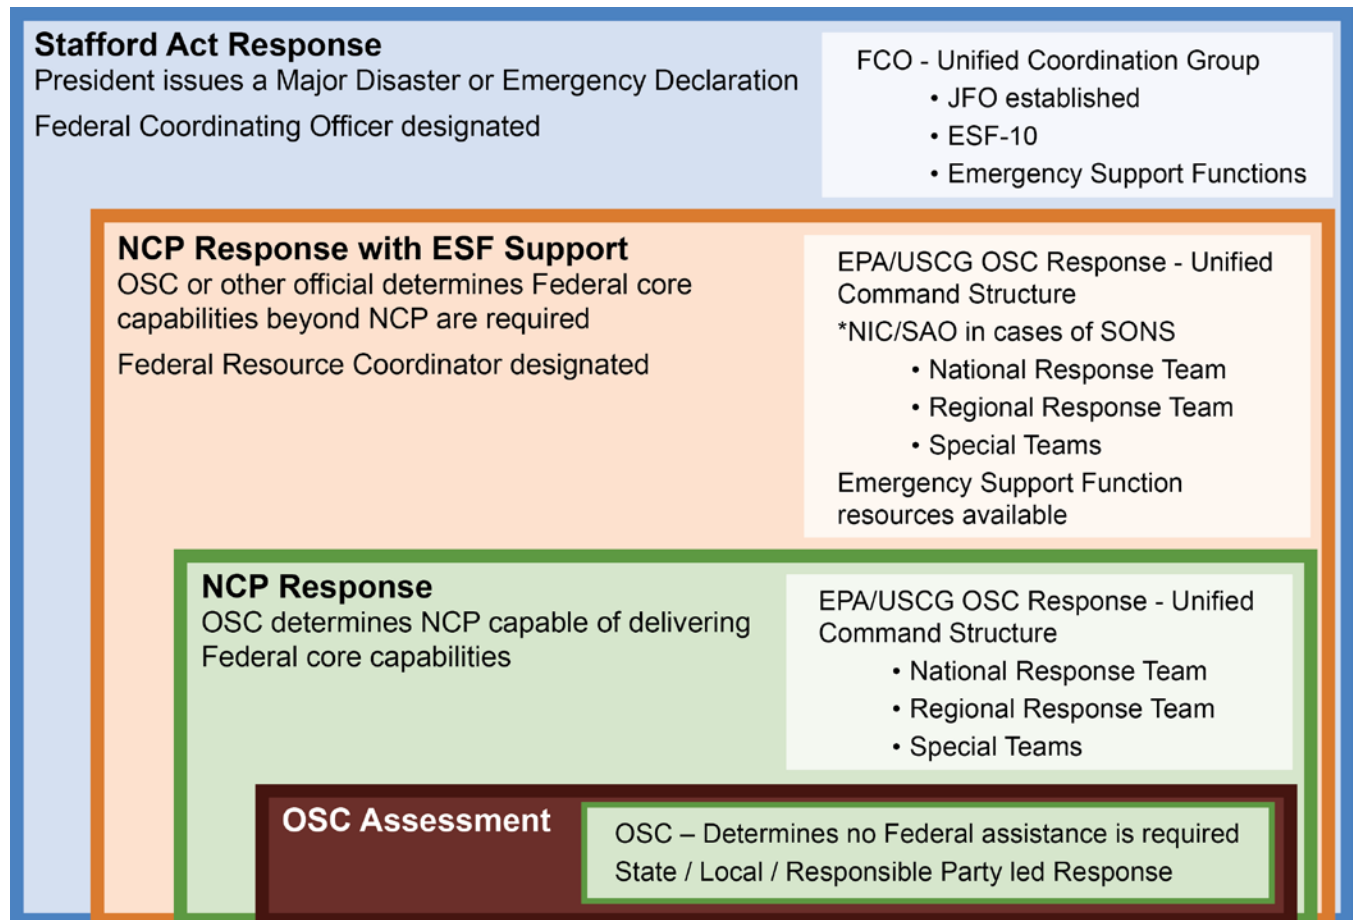 Stafford Act Response
President issues a Major Disaster or Emergency Declaration
Federal Coordinating Officer designated
FCO - Unified Coordination Group
• JFO established
• ESF-10
• Emergency Support Functions
NCP Response with ESF Support
OSC or other official determines Federal core
capabilities beyond NCP are required
Federal Resource Coordinator designated
EPA/USCG OSC Response - Unified
Command Structure
*NIC/SAO in cases of SONS
• National Response Team
• Regional Response Team
• Special Teams
Emergency Support Function
resources available
NCP Response
OSC determines NCP capable of delivering
Federal core capabilities
EPA/USCG OSC Response - Unified
Command Structure
• National Response Team
• Regional Response Team
• Special Teams
OSC Assessment
OSC – Determines no Federal assistance is required
State / Local / Responsible Party led Response